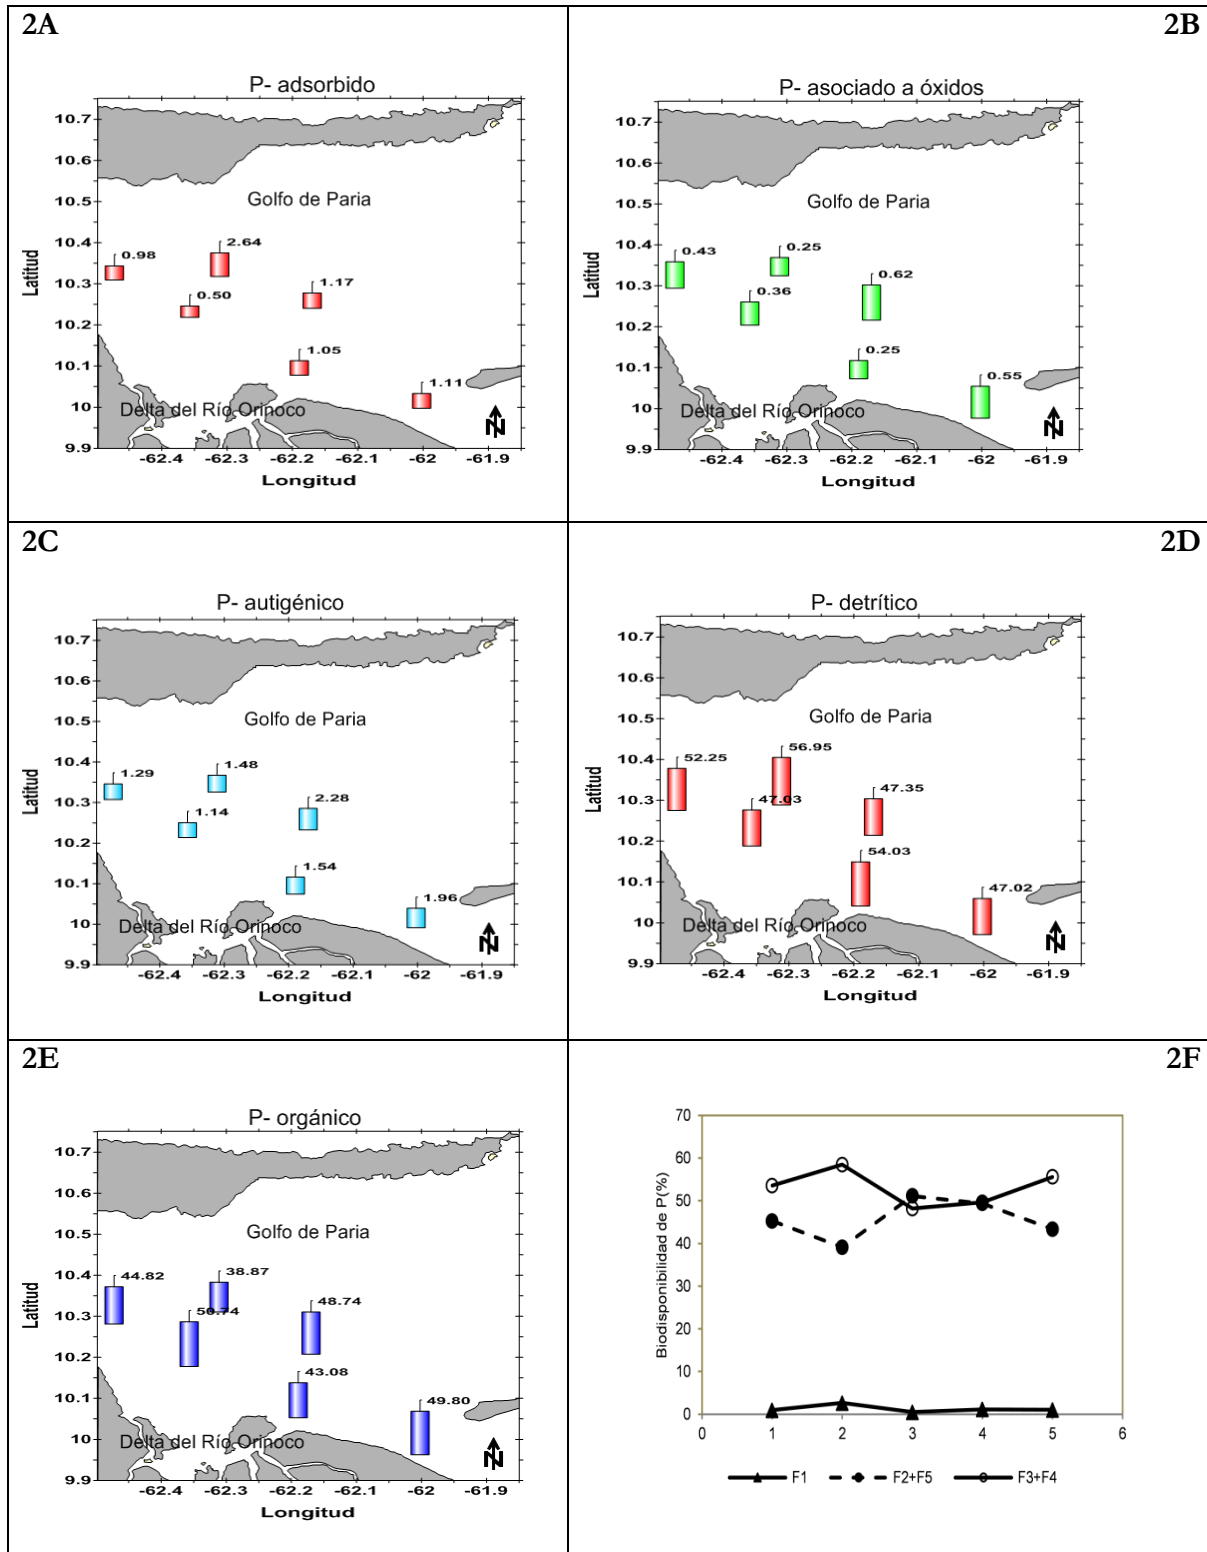 2A
P- adsorbido
10.7
10.6
10.5
10.4
10.3
10.2
10.1
10
9.9
Latitud
Golfo de Paria
0.98
2.64
0.50
1.17
1.05
1.11
Delta del Río Orinoco
N
-62.4 -62.3 -62.2 -62.1 -62 -61.9
Longitud
2B
P- asociado a óxidos
10.7
10.6
10.5
10.4
10.3
10.2
10.1
10
9.9
Latitud
Golfo de Paria
0.43
0.25
0.36
0.62
0.25
0.55
Delta del Río Orinoco
N
-62.4 -62.3 -62.2 -62.1 -62 -61.9
Longitud
2C
P- autigénico
10.7
10.6
10.5
10.4
10.3
10.2
10.1
10
9.9
Latitud
Golfo de Paria
1.29
1.48
1.14
2.28
1.54
1.96
Delta del Río Orinoco
N
-62.4 -62.3 -62.2 -62.1 -62 -61.9
Longitud
2D
P- detrítico
10.7
10.6
10.5
10.4
10.3
10.2
10.1
10
9.9
Latitud
Golfo de Paria
52.25
56.95
47.03
47.35
54.03
47.02
Delta del Río Orinoco
N
-62.4 -62.3 -62.2 -62.1 -62 -61.9
Longitud
2E
P- orgánico
10.7
10.6
10.5
10.4
10.3
10.2
10.1
10
9.9
Latitud
Golfo de Paria
44.82
38.87
50.74
48.74
43.08
49.80
Delta del Río Orinoco
N
-62.4 -62.3 -62.2 -62.1 -62 -61.9
Longitud
2F
70
60
50
40
30
20
10
0
Biodisponibilidad de P(%)
0 1 2 3 4 5 6
F1 F2+F5 F3+F4